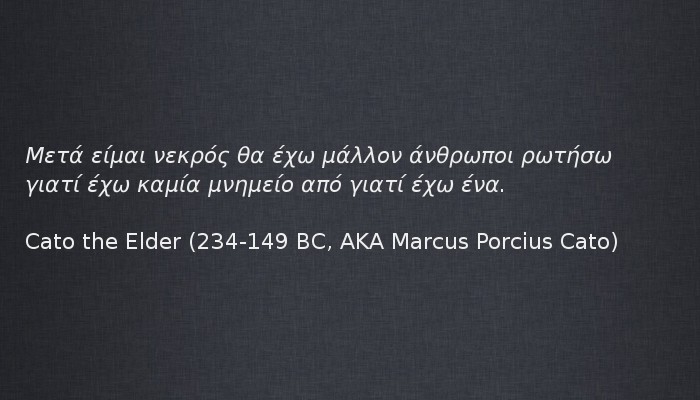 Μετά είμαι νεκρός θα έχω μάλλον άνθρωποι ρωτήσω
γιατί έχω καμία μνημείο από γιατί έχω ένα.
Cato the Elder (234-149 BC, AKA Marcus Porcius Cato)